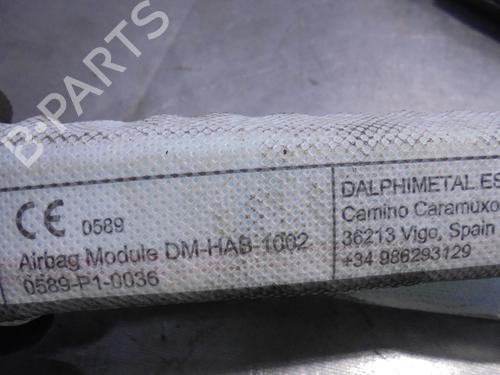 B-PARTS
CE 0589
Airbag Module DM-HAB-1002
0589-P1-0036
DALPHIMETAL ES
Camino Caramuxo
36213 Vigo, Spain
+34 986293129